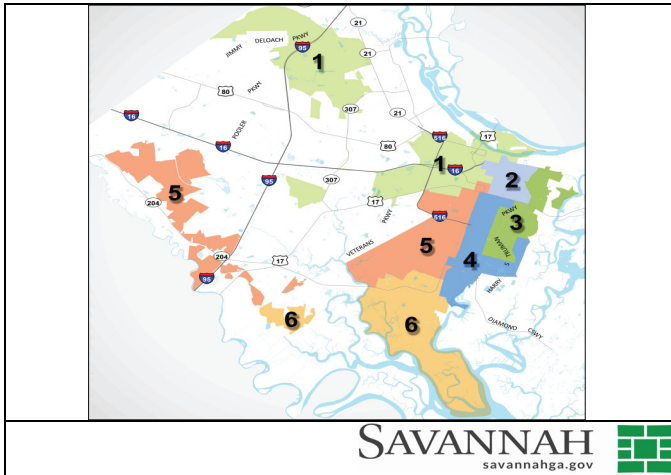 21
JIMMY DELOACH PKWY
95
1
21
80
PKWY
307
21
16
POOLER
516
17
80
16
1
16
2
95
307
5
3
204
17
PKWY
PKWY
516
TRUMAN
VETERANS
5
4
S
204
17
HARRY
95
6
6
DIAMOND CSWY
SAVANNAH
savannahga.gov